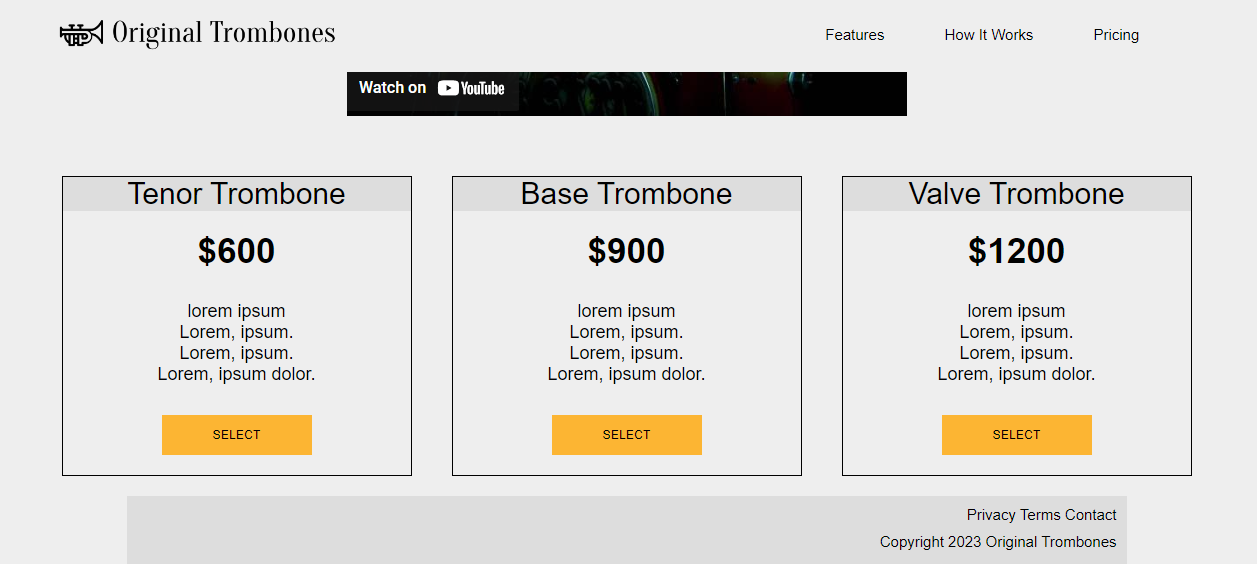 Original Trombones
Features How It Works Pricing
Watch on YouTube
Tenor Trombone
$600
lorem ipsum
Lorem, ipsum.
Lorem, ipsum.
Lorem, ipsum dolor.
SELECT
Base Trombone
$900
lorem ipsum
Lorem, ipsum.
Lorem, ipsum.
Lorem, ipsum dolor.
SELECT
Valve Trombone
$1200
lorem ipsum
Lorem, ipsum.
Lorem, ipsum.
Lorem, ipsum dolor.
SELECT
Privacy Terms Contact
Copyright 2023 Original Trombones